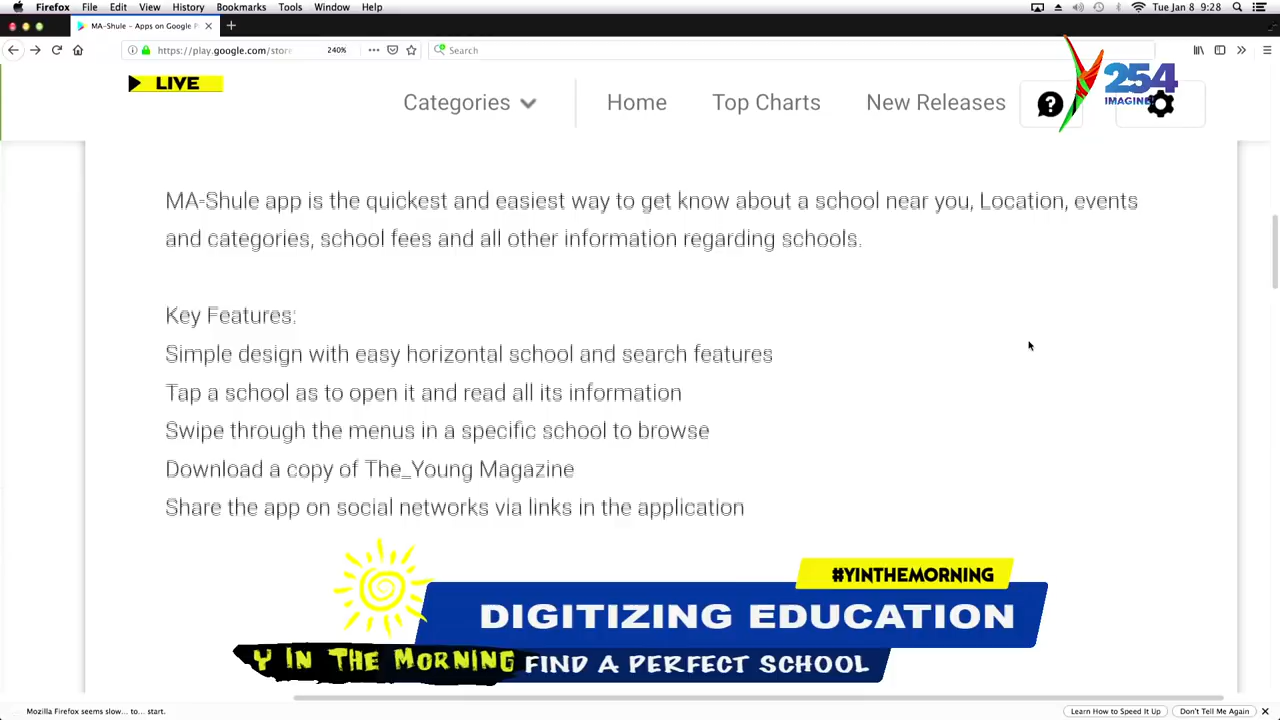 Firefox File Edit View History Bookmarks Tools Window Help
Tue Jan 8 9:28
MA-Shule - Apps on Google P
https://play.google.com/store
240%
Search
LIVE
Categories
Home
Top Charts
New Releases
Y 254
IMAGINE
MA-Shule app is the quickest and easiest way to get know about a school near you, Location, events
and categories, school fees and all other information regarding schools.
Key Features:
Simple design with easy horizontal school and search features
Tap a school as to open it and read all its information
Swipe through the menus in a specific school to browse
Download a copy of The_Young Magazine
Share the app on social networks via links in the application
#YINTHEMORNING
DIGITIZING EDUCATION
Y IN THE MORNING
FIND A PERFECT SCHOOL
Mozilla Firefox seems slow... to... start.
Learn How to Speed It Up
Don't Tell Me Again